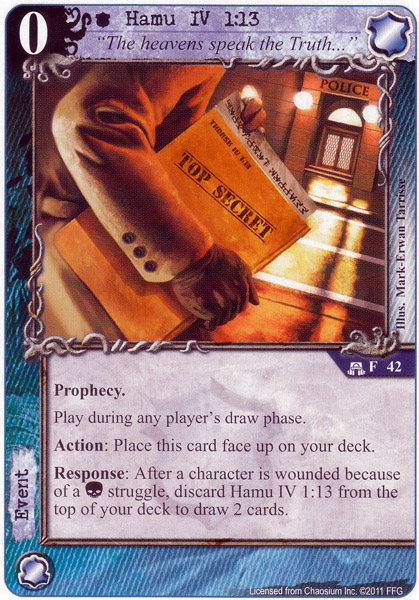 0
Hamu IV 1:13
"The heavens speak the Truth..."
POLICE
TOP SECRET
Illus. Mark-Erwan Tarrisse
F 42
Prophecy.
Play during any player's draw phase.
Action: Place this card face up on your deck.
Response: After a character is wounded because
of a struggle, discard Hamu IV 1:13 from the
top of your deck to draw 2 cards.
Event
Licensed from Chaosium Inc. ©2011 FFG